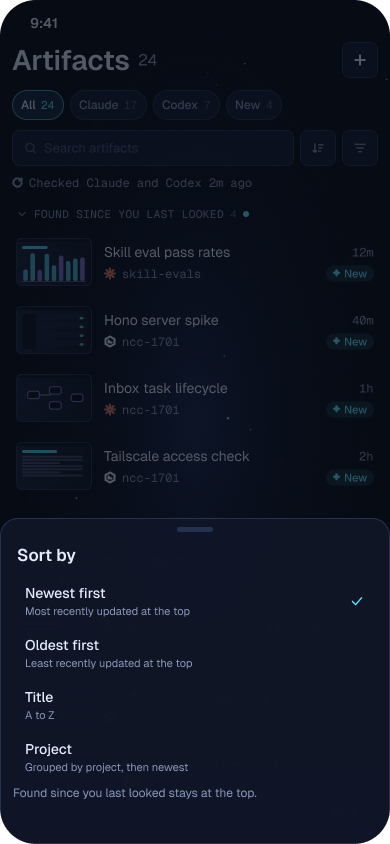 9:41
Artifacts 24
All 24 Claude 17 Codex 7 New 4
Search artifacts
Checked Claude and Codex 2m ago
FOUND SINCE YOU LAST LOOKED 4
Skill eval pass rates 12m
skill-evals New
Hono server spike 40m
ncc-1701 New
Inbox task lifecycle 1h
ncc-1701 New
Tailscale access check 2h
ncc-1701 New
Sort by
Newest first
Most recently updated at the top
Oldest first
Least recently updated at the top
Title
A to Z
Project
Grouped by project, then newest
Found since you last looked stays at the top.